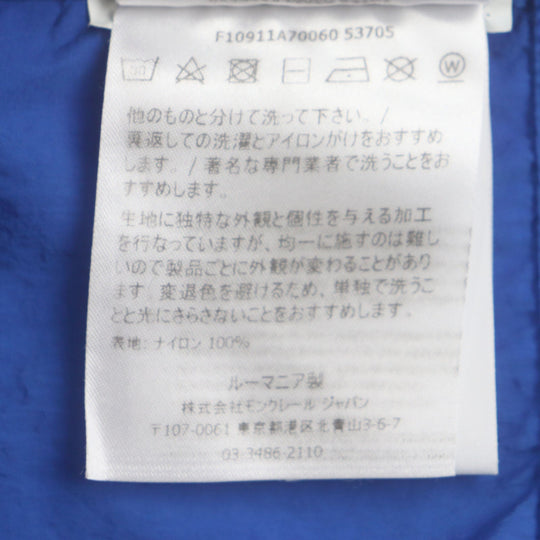 F10911A70060 53705
他のものと分けて洗って下さい。/
裏返しての洗濯とアイロンがけをおすすめ
します。/ 著名な専門業者で洗うことをお
すすめします。
生地に独特な外観と個性を与える加工
を行なっていますが、均一に施すのは難し
いので製品ごとに外観が変わることがあり
ます 変退色を避けるため、単独で洗うこ
とと光にさらさないことをおすすめします
表地: ナイロン 100%
ルーマニア製
株式会社モンクレール ジャパン
〒107-0061 東京都港区北青山3-6-7
03-3486-2110